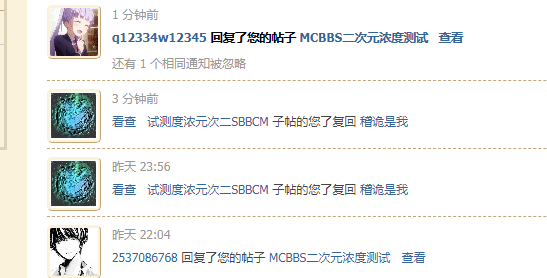 1 分钟前
q12334w12345 回复了您的帖子 MCBBS二次元浓度测试 查看
还有 1 个相同通知被忽略
3 分钟前
看查 试测度浓元次二SBBCM 子帖的您了复回 稽诡是我
昨天 23:56
看查 试测度浓元次二SBBCM 子帖的您了复回 稽诡是我
昨天 22:04
2537086768 回复了您的帖子 MCBBS二次元浓度测试 查看